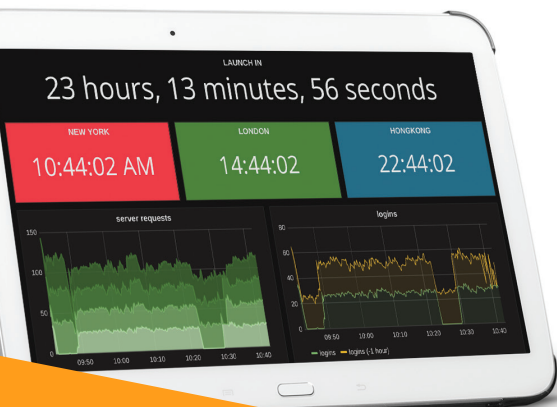 LAUNCH IN
23 hours, 13 minutes, 56 seconds
NEW YORK
LONDON
HONGKONG
10:44:02 AM
14:44:02
22:44:02
server requests
logins
150
100
50
0
09:50 10:00 10:10 10:20 10:30 10:40
80
60
40
20
0
09:50 10:00 10:10 10:20 10:30 10:40
logins logins (-1 hour)